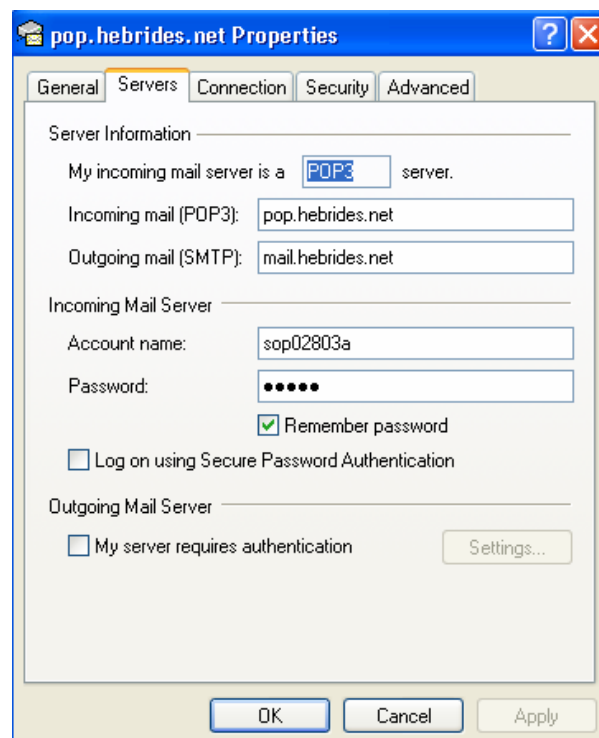 pop.hebrides.net Properties
General Servers Connection Security Advanced
Server Information
My incoming mail server is a POP3 server.
Incoming mail (POP3): pop.hebrides.net
Outgoing mail (SMTP): mail.hebrides.net
Incoming Mail Server
Account name: sop02803a
Password: •••••
Remember password
Log on using Secure Password Authentication
Outgoing Mail Server
My server requires authentication Settings...
OK Cancel Apply